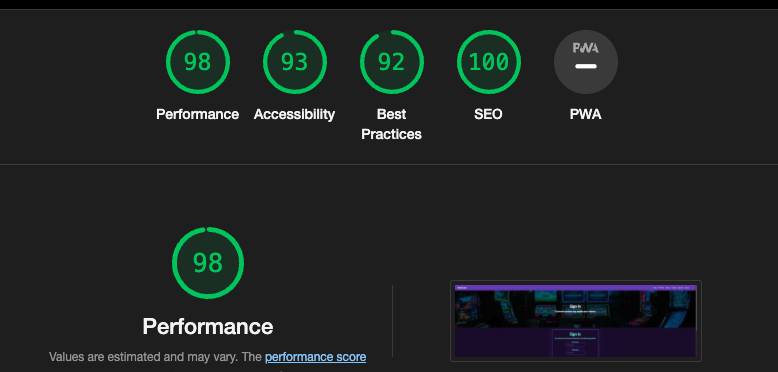 98
93
92
100
PWA
Performance
Accessibility
Best
Practices
SEO
PWA
98
Performance
Values are estimated and may vary. The performance score
Sign In
Sign In